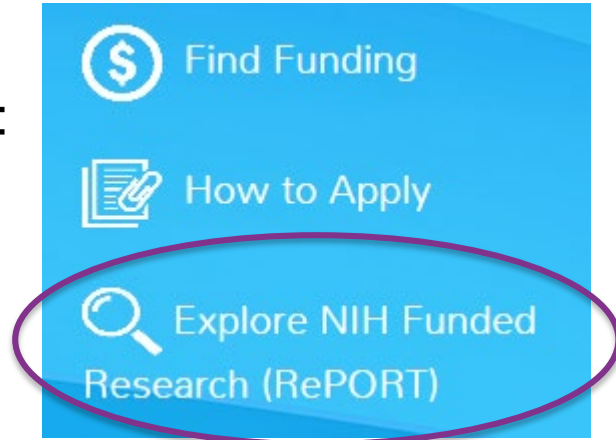 :
$ Find Funding
How to Apply
Explore NIH Funded
Research (RePORT)